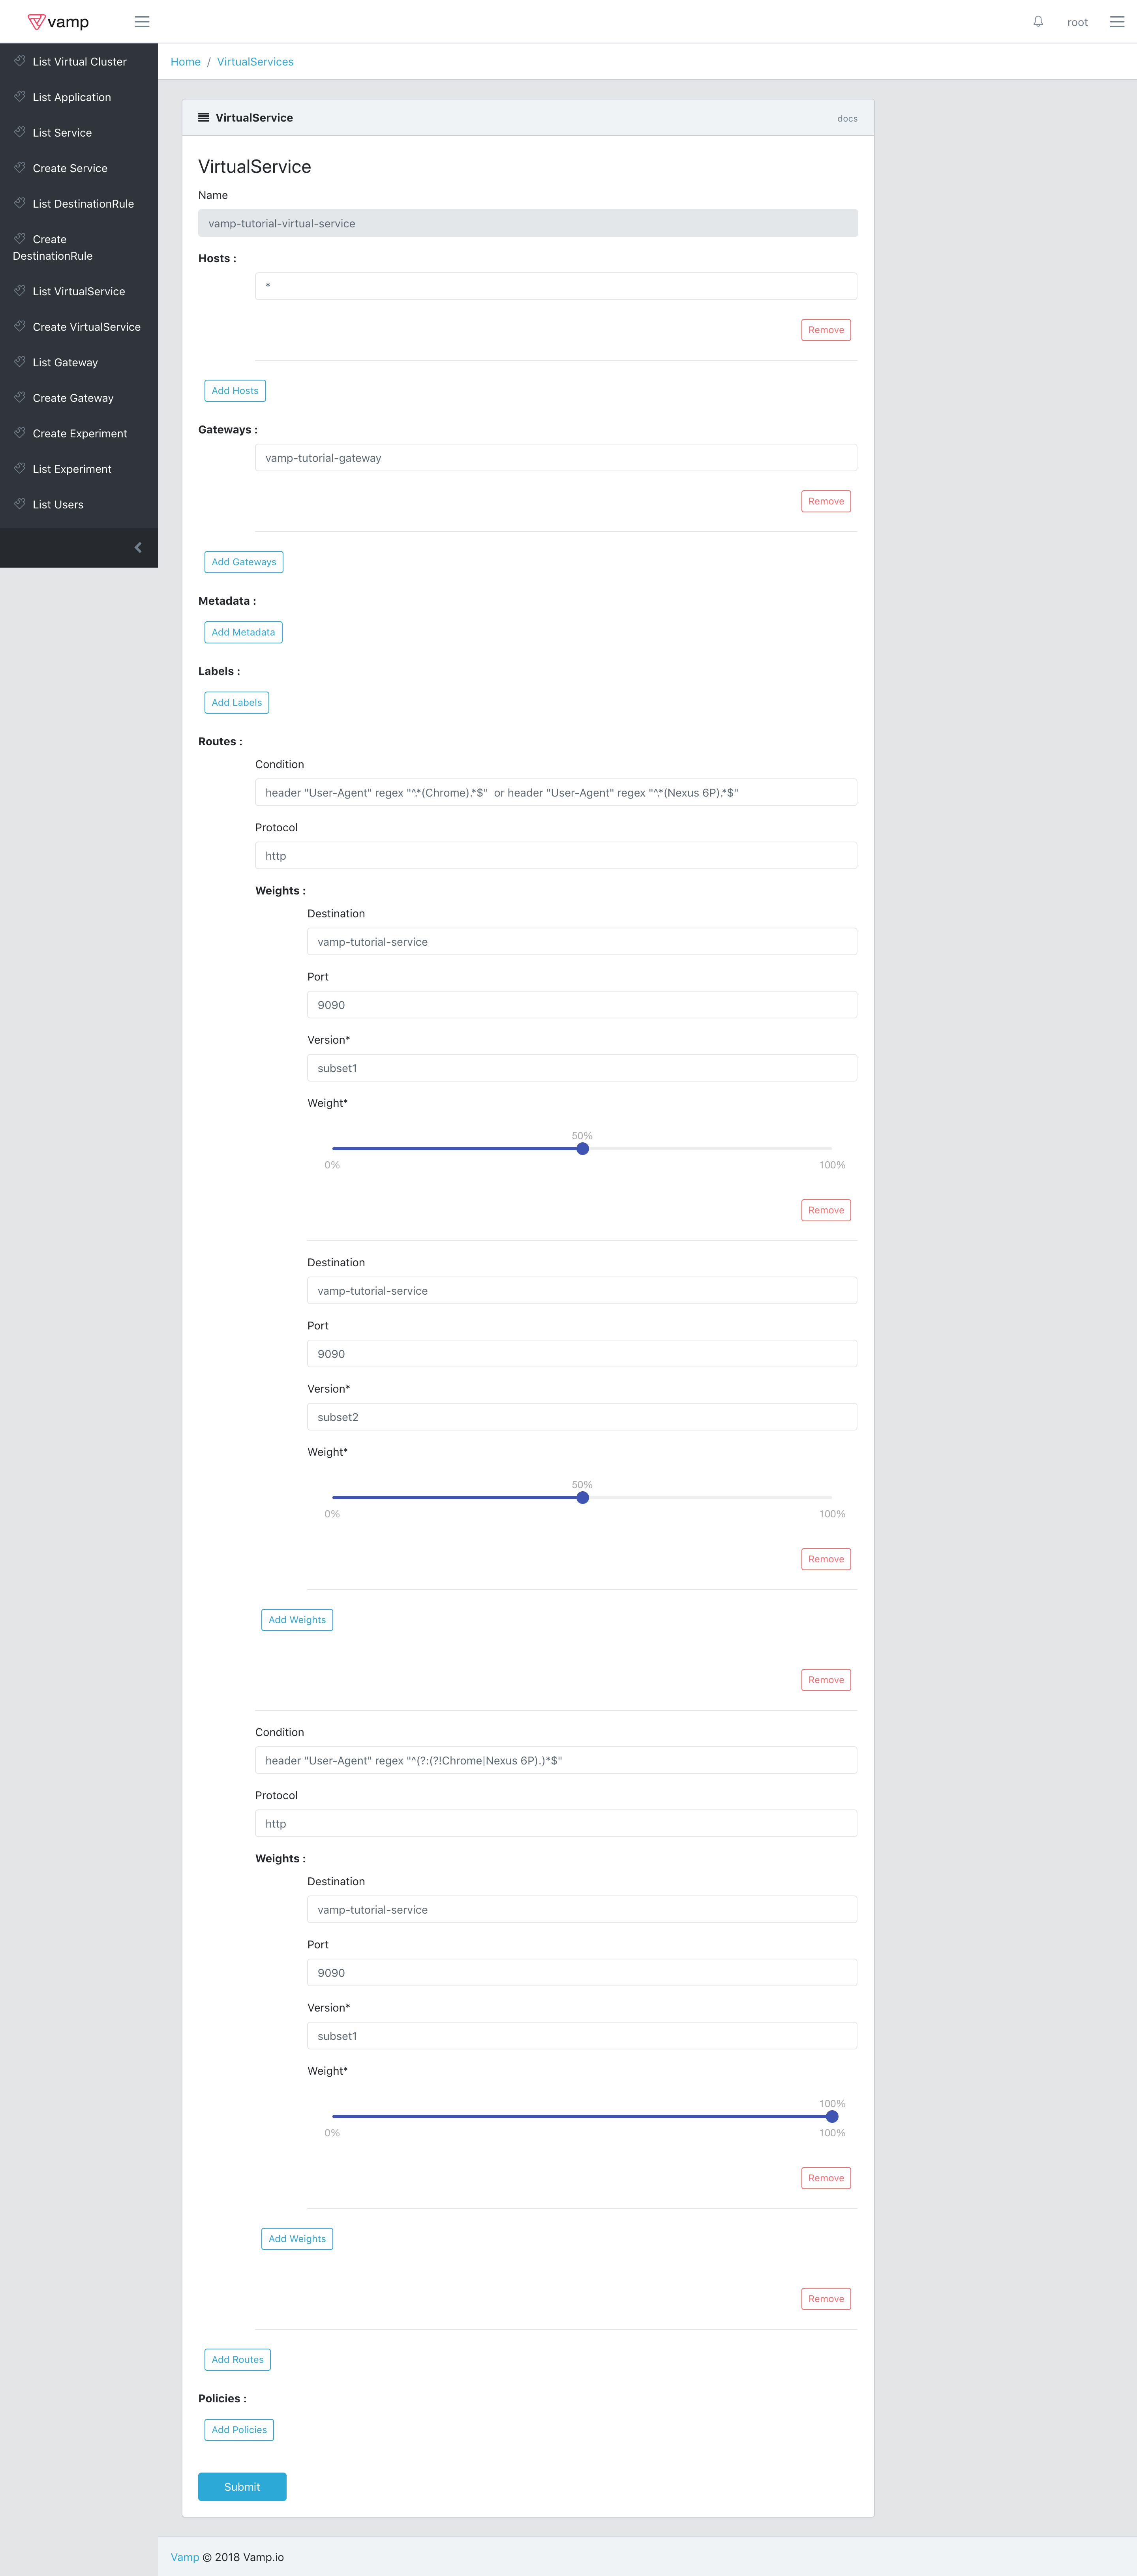 vamp
root
List Virtual Cluster
List Application
List Service
Create Service
List DestinationRule
Create
DestinationRule
List VirtualService
Create VirtualService
List Gateway
Create Gateway
Create Experiment
List Experiment
List Users
Home / VirtualServices
VirtualService docs
VirtualService
Name
vamp-tutorial-virtual-service
Hosts :
*
Remove
Add Hosts
Gateways :
vamp-tutorial-gateway
Remove
Add Gateways
Metadata :
Add Metadata
Labels :
Add Labels
Routes :
Condition
header "User-Agent" regex "^.*(Chrome).*$"  or header "User-Agent" regex "^.*(Nexus 6P).*$"
Protocol
http
Weights :
Destination
vamp-tutorial-service
Port
9090
Version*
subset1
Weight*
50%
0% 100%
Remove
Destination
vamp-tutorial-service
Port
9090
Version*
subset2
Weight*
50%
0% 100%
Remove
Add Weights
Remove
Condition
header "User-Agent" regex "^(?:(?!Chrome|Nexus 6P).)*$"
Protocol
http
Weights :
Destination
vamp-tutorial-service
Port
9090
Version*
subset1
Weight*
100%
0% 100%
Remove
Add Weights
Remove
Add Routes
Policies :
Add Policies
Submit
Vamp © 2018 Vamp.io